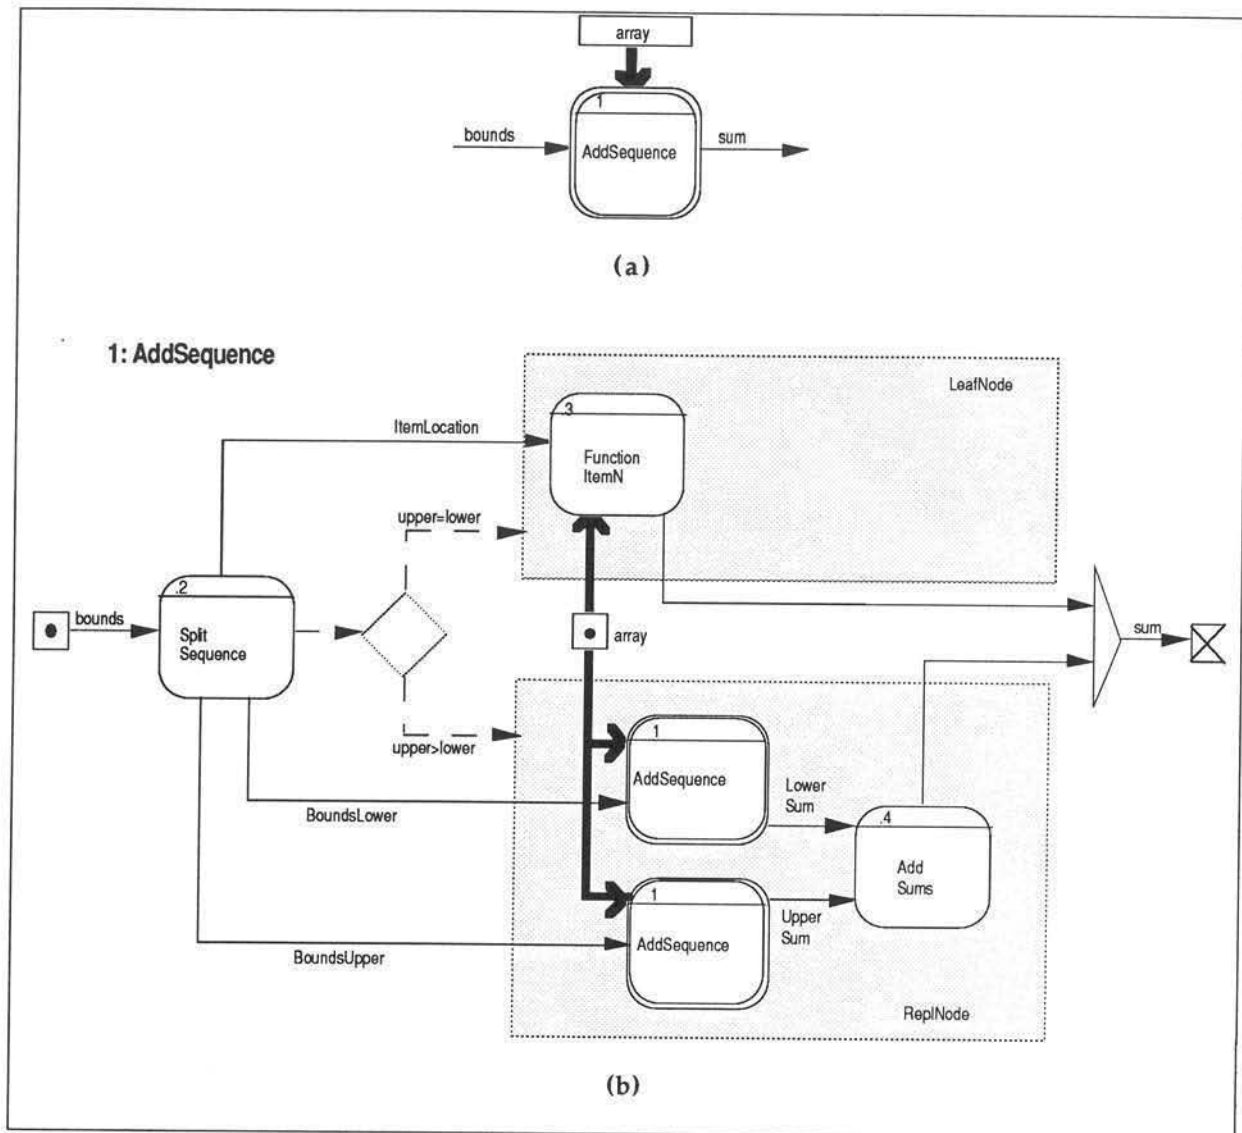 array
1
bounds
AddSequence
sum
(a)
1: AddSequence
LeafNode
.3
ItemLocation
Function
ItemN
upper=lower
.2
bounds
Split
Sequence
array
sum
upper>lower
1
AddSequence
Lower
Sum
BoundsLower
.4
Add
Sums
1
Upper
Sum
AddSequence
BoundsUpper
ReplNode
(b)